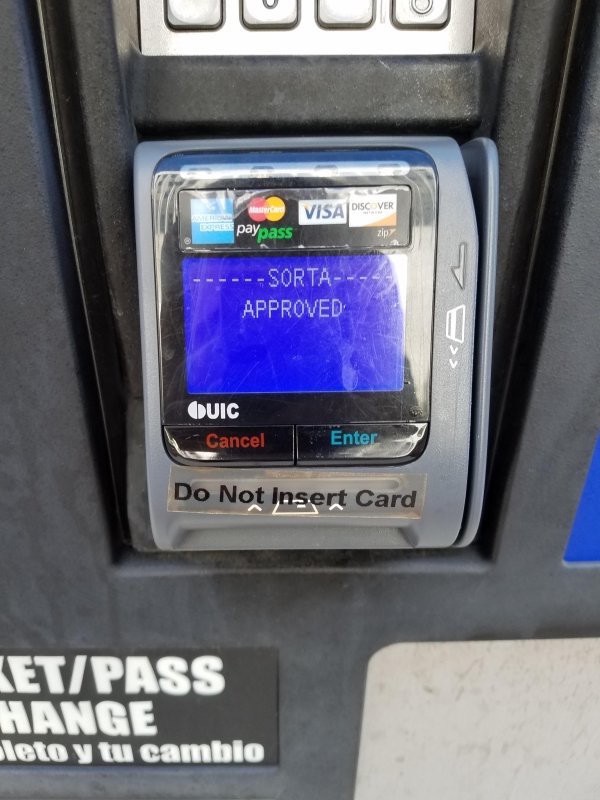 AMERICAN EXPRESS
MasterCard
VISA
DISCOVER
paypass
zip
------SORTA-----
APPROVED
UIC
Cancel Enter
Do Not Insert Card
KET/PASS
HANGE
leto y tu cambio